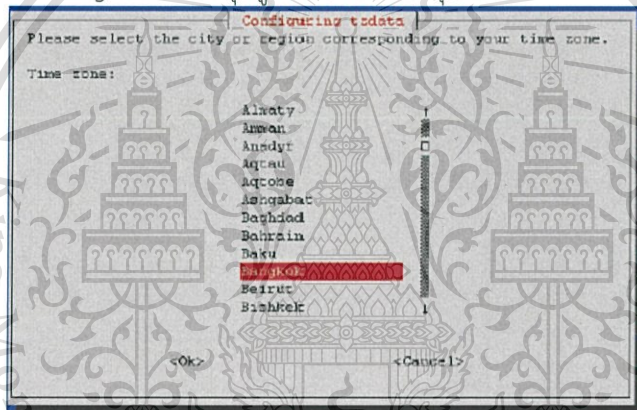 Configuring tzdata
Please select the city or region corresponding to your time zone.
Time zone:
Almaty
Amman
Anadyr
Aqtau
Aqtobe
Ashgabat
Baghdad
Bahrain
Baku
Bangkok
Beirut
Bishkek
<Ok> <Cancel>